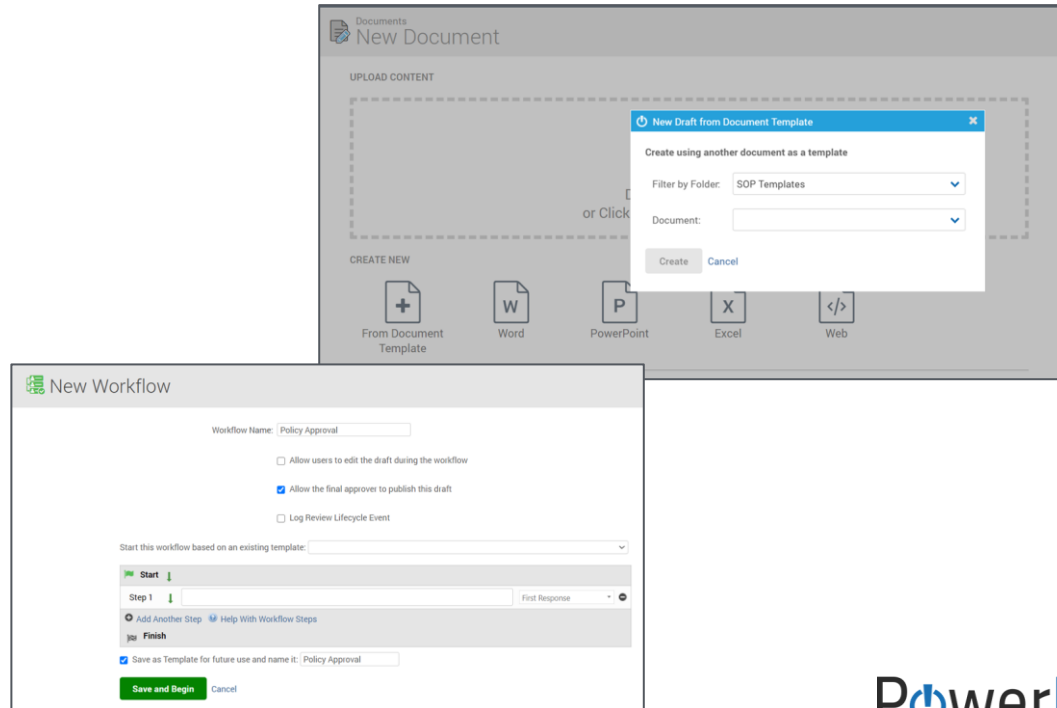 Documents
New Document
UPLOAD CONTENT
or Click
New Draft from Document Template
Create using another document as a template
Filter by Folder: SOP Templates
Document:
Create Cancel
CREATE NEW
From Document Template
Word
PowerPoint
Excel
Web
New Workflow
Workflow Name: Policy Approval
Allow users to edit the draft during the workflow
Allow the final approver to publish this draft
Log Review Lifecycle Event
Start this workflow based on an existing template:
Start
Step 1 First Response
Add Another Step Help With Workflow Steps
Finish
Save as Template for future use and name it: Policy Approval
Save and Begin Cancel
Power